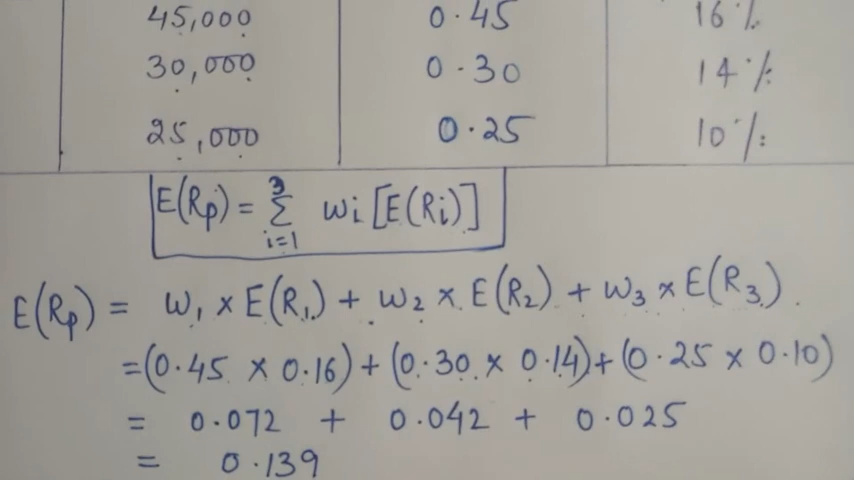 45,000 0.45 16%
30,000 0.30 14%
25,000 0.25 10%
E(Rp) = 3 Σ i=1 wi [E(Ri)]
E(Rp) = W₁ × E(R₁) + W₂ × E(R₂) + W₃ × E(R₃).
= (0.45 × 0.16) + (0.30 × 0.14) + (0.25 × 0.10)
= 0.072 + 0.042 + 0.025
= 0.139